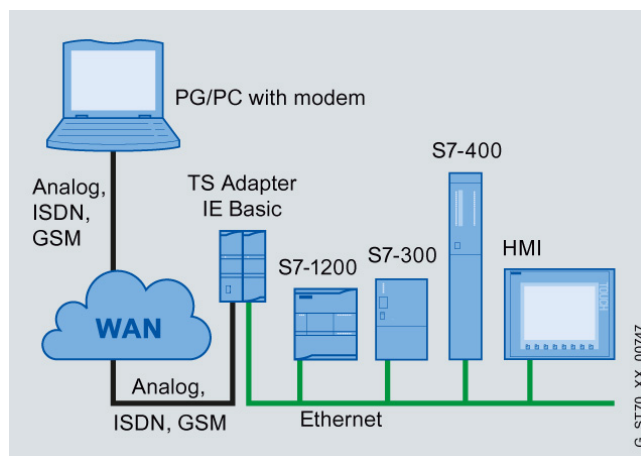 PG/PC with modem
Analog,
ISDN,
GSM
TS Adapter
IE Basic
S7-1200
S7-300
S7-400
HMI
WAN
Analog,
ISDN, GSM
Ethernet
G_ST70_XX_00747